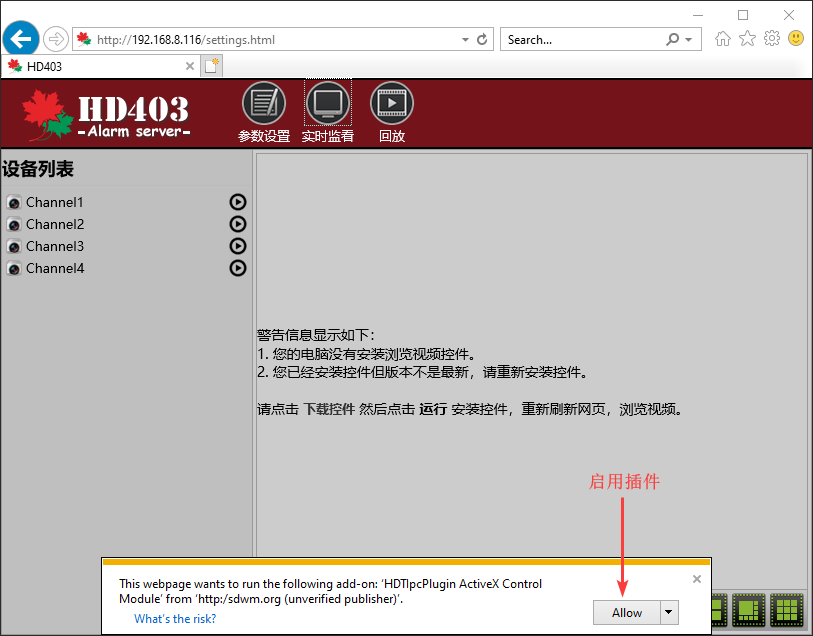 http://192.168.8.116/settings.html
Search...
HD403
HD403
-Alarm server-
参数设置
实时监看
回放
设备列表
Channel1
Channel2
Channel3
Channel4
警告信息显示如下:
1. 您的电脑没有安装浏览视频控件。
2. 您已经安装控件但版本不是最新，请重新安装控件。
请点击 下载控件 然后点击 运行 安装控件，重新刷新网页，浏览视频。
启用插件
This webpage wants to run the following add-on: 'HDTIpcPlugin ActiveX Control
Module' from 'http:/sdwm.org (unverified publisher)'.
What's the risk?
Allow